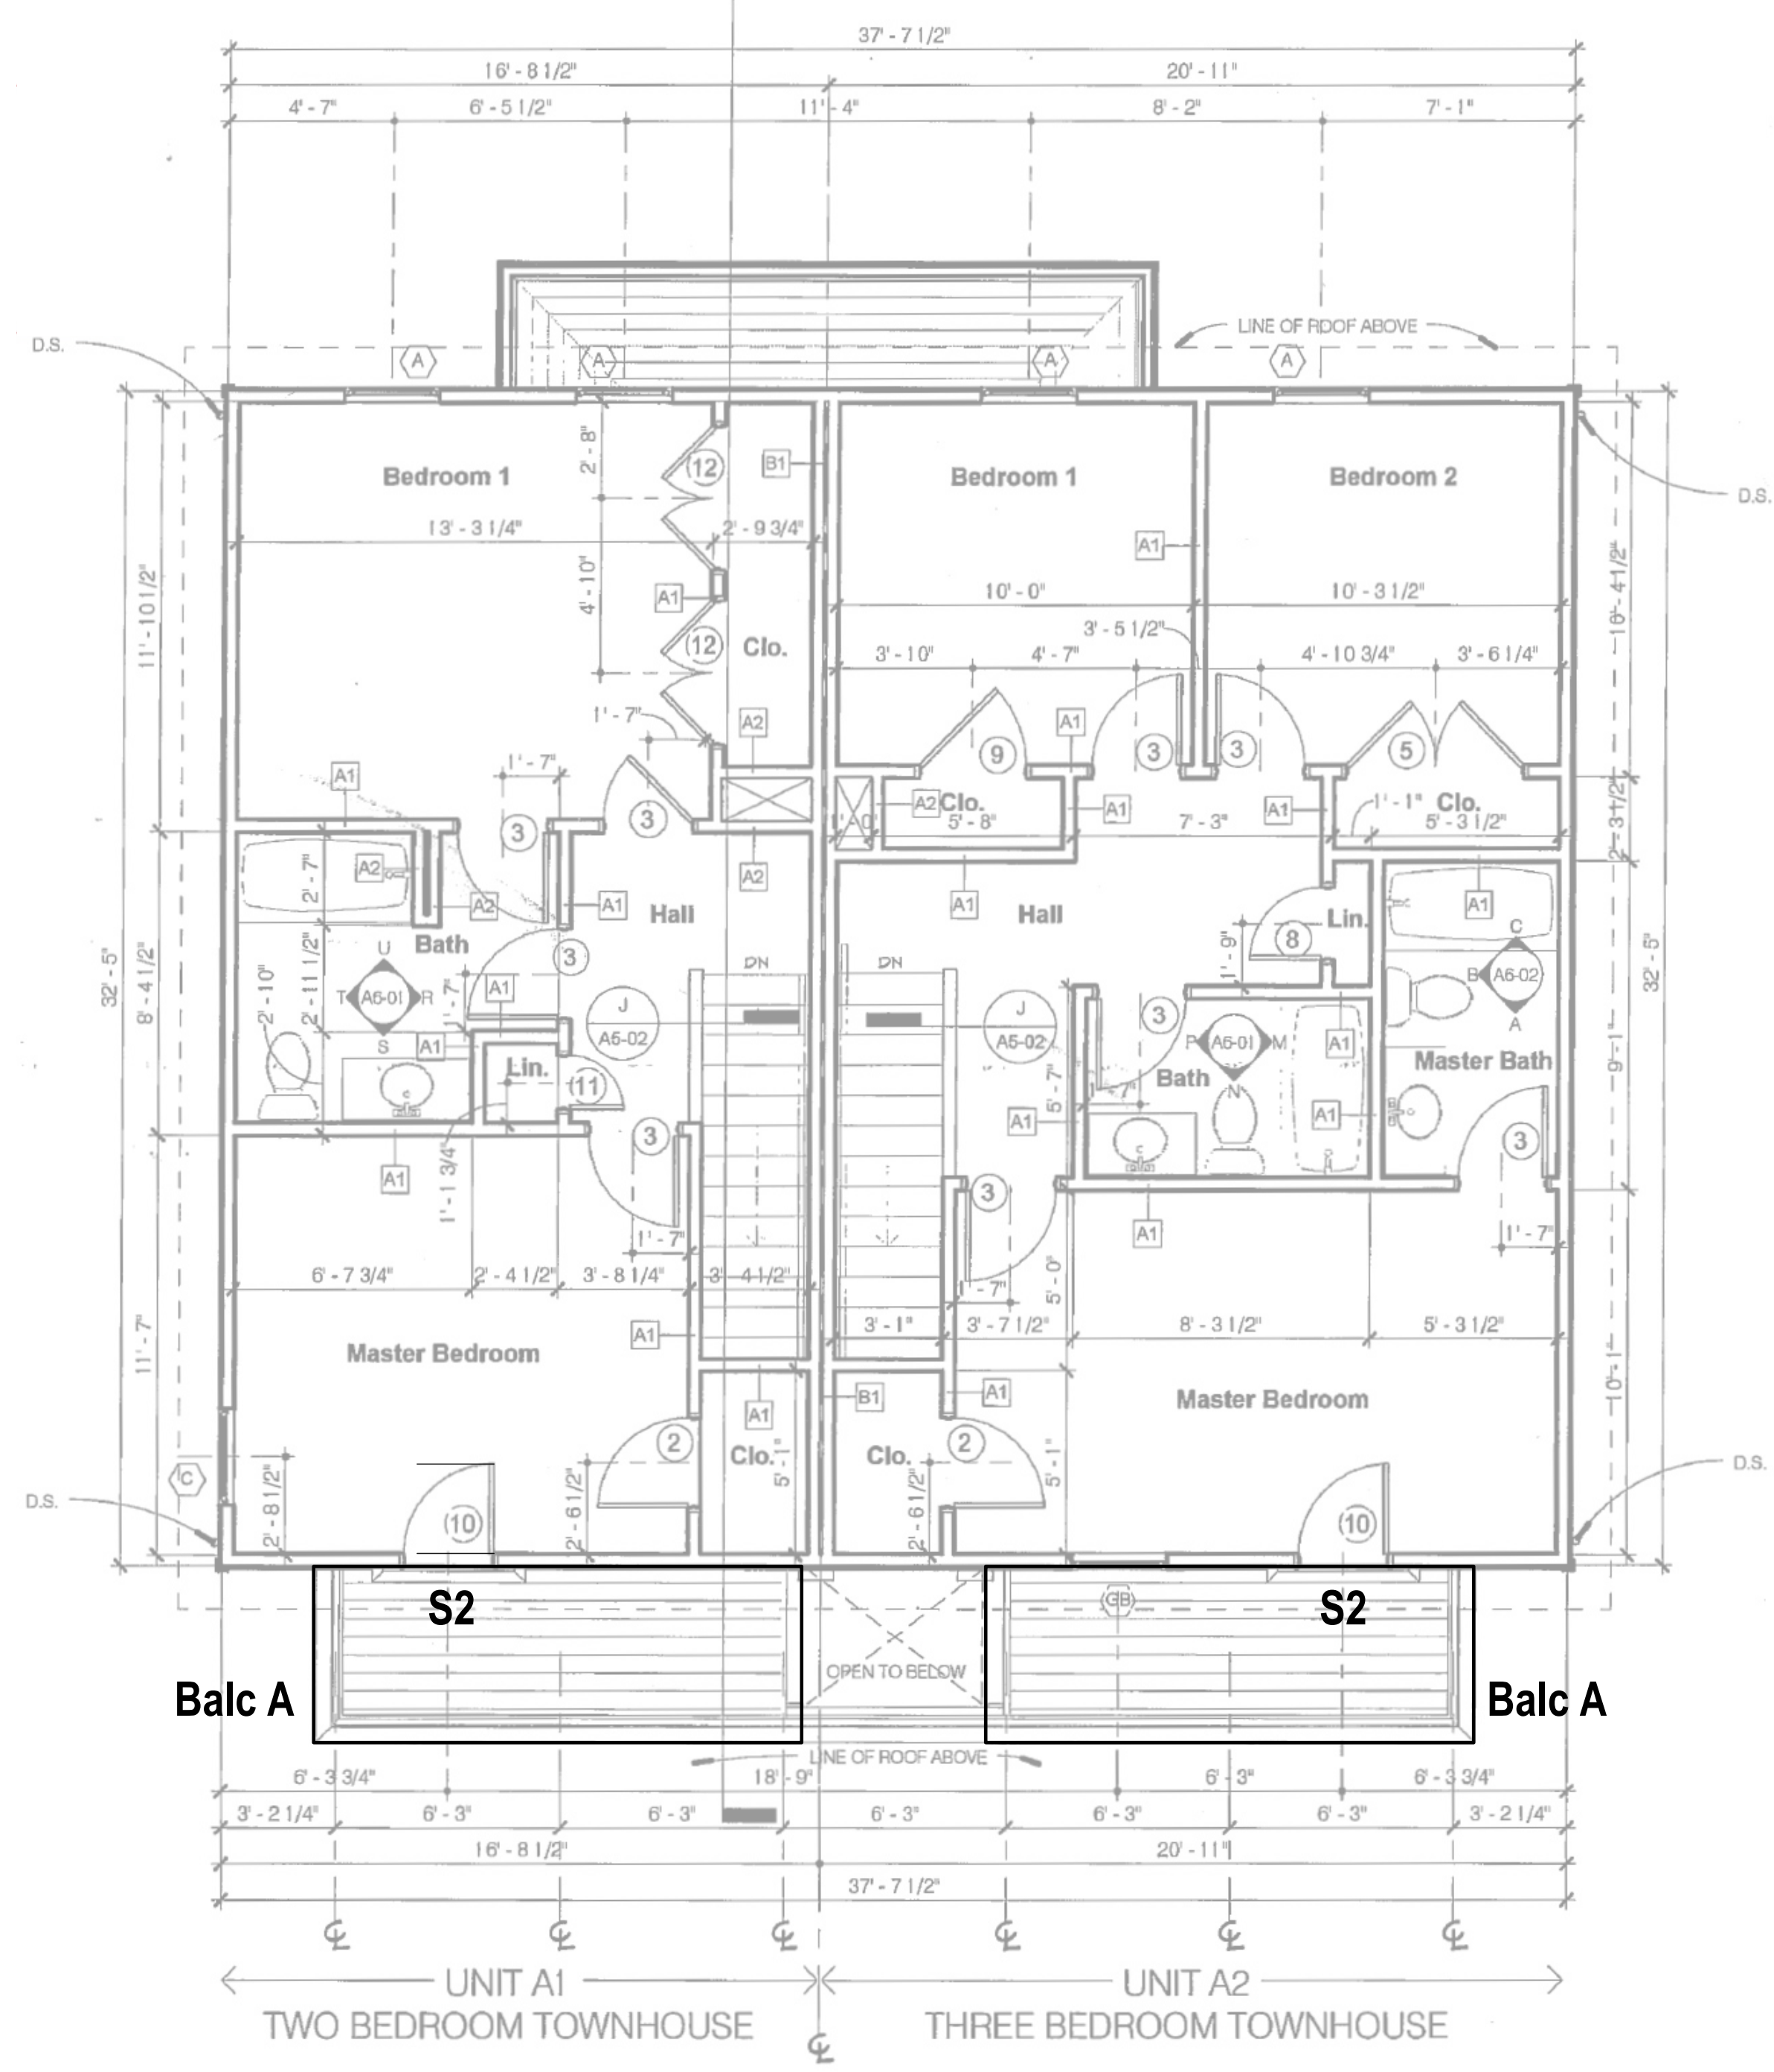 37' - 7 1/2"
16' - 8 1/2" 20' - 11"
4' - 7" 6' - 5 1/2" 11' - 4" 8' - 2" 7' - 1"
LINE OF ROOF ABOVE
D.S.
A A A A
D.S.
Bedroom 1 12 B1 Bedroom 1 Bedroom 2
2' - 8"
13' - 3 1/4" 2' - 9 3/4"
A1
11' - 10 1/2" 4' - 10" A1 10' - 0" 10' - 3 1/2" 16' - 4 1/2"
3' - 5 1/2"
12 Clo. 3' - 10" 4' - 7" 4' - 10 3/4" 3' - 6 1/4"
1' - 7" A2 A1
9 3 3 5
A1 1' - 7"
3 3 A2 Clo. A1 A1 1' - 1" Clo.
5' - 8" 7' - 3" 5' - 3 1/2" 2' - 3 1/2"
2' - 7" A2 A2
A2 A1 Hall A1 Hall Lin. A1
Bath 8 1' - 9"
U 3 DN DN C
2' - 10" 2' - 11 1/2" T A6-01 R 1' - 7" A1 B A6-02
32' - 5" 8' - 4 1/2" S A1 J A5-02 J A5-02 3 A 32' - 5"
P A6-01 M A1
Lin. 11 Bath N Master Bath 9' - 1"
5' - 7" A1 A1
3 3
A1 1' - 1 3/4" 3
A1
1' - 7" 1' - 7"
6' - 7 3/4" 2' - 4 1/2" 3' - 8 1/4" 3' - 4 1/2" 1' - 7" 5' - 0"
A1 3' - 1" 3' - 7 1/2" 8' - 3 1/2" 5' - 3 1/2"
11' - 7" Master Bedroom 10' - 1"
A1 B1 A1 Master Bedroom
2 Clo. 5' - 1" Clo. 2 5' - 1"
C D.S.
D.S. 2' - 8 1/2" 10 2' - 6 1/2" 2' - 6 1/2" 10
S2 GB S2
OPEN TO BELOW
Balc A Balc A
LINE OF ROOF ABOVE
6' - 3 3/4" 18' - 9" 6' - 3" 6' - 3 3/4"
3' - 2 1/4" 6' - 3" 6' - 3" 6' - 3" 6' - 3" 6' - 3" 3' - 2 1/4"
16' - 8 1/2" 20' - 11"
37' - 7 1/2"
℄ ℄ ℄ ℄ ℄ ℄
UNIT A1 UNIT A2
TWO BEDROOM TOWNHOUSE THREE BEDROOM TOWNHOUSE
℄